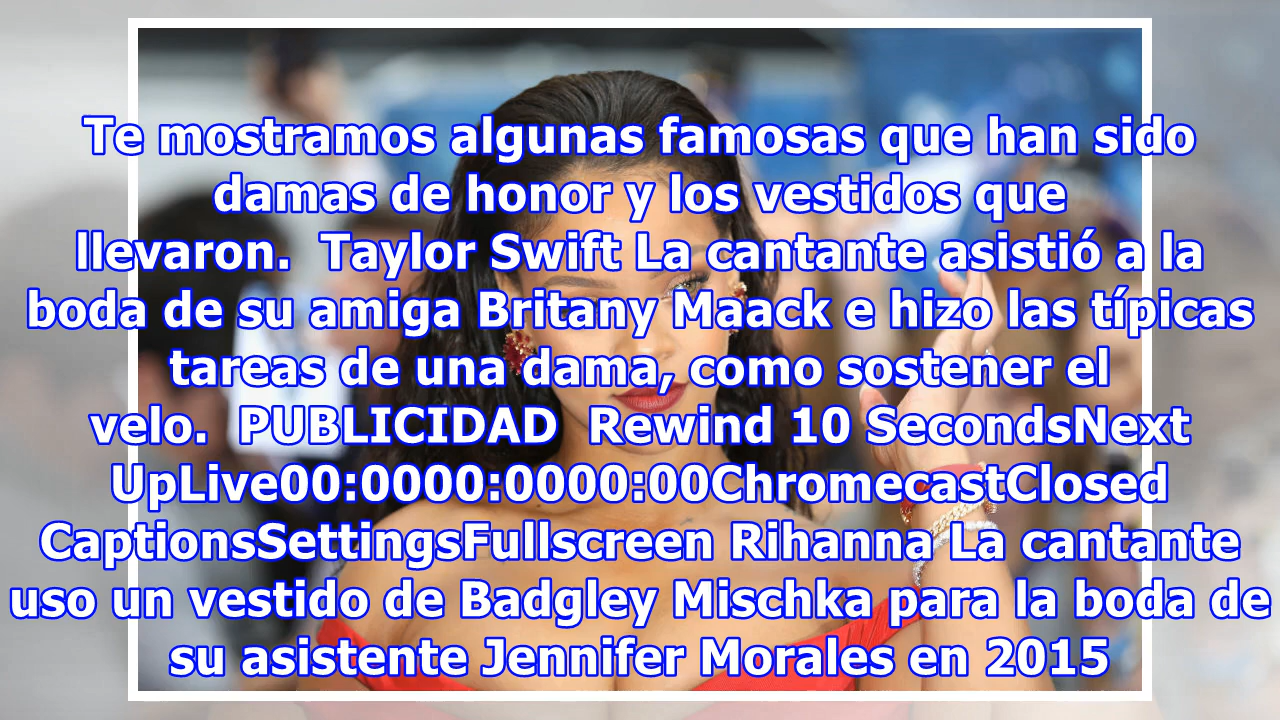 Te mostramos algunas famosas que han sido
damas de honor y los vestidos que
llevaron.  Taylor Swift La cantante asistió a la
boda de su amiga Britany Maack e hizo las típicas
tareas de una dama, como sostener el
velo.  PUBLICIDAD  Rewind 10 SecondsNext
UpLive00:0000:0000:00ChromecastClosed
CaptionsSettingsFullscreen Rihanna La cantante
uso un vestido de Badgley Mischka para la boda de
su asistente Jennifer Morales en 2015